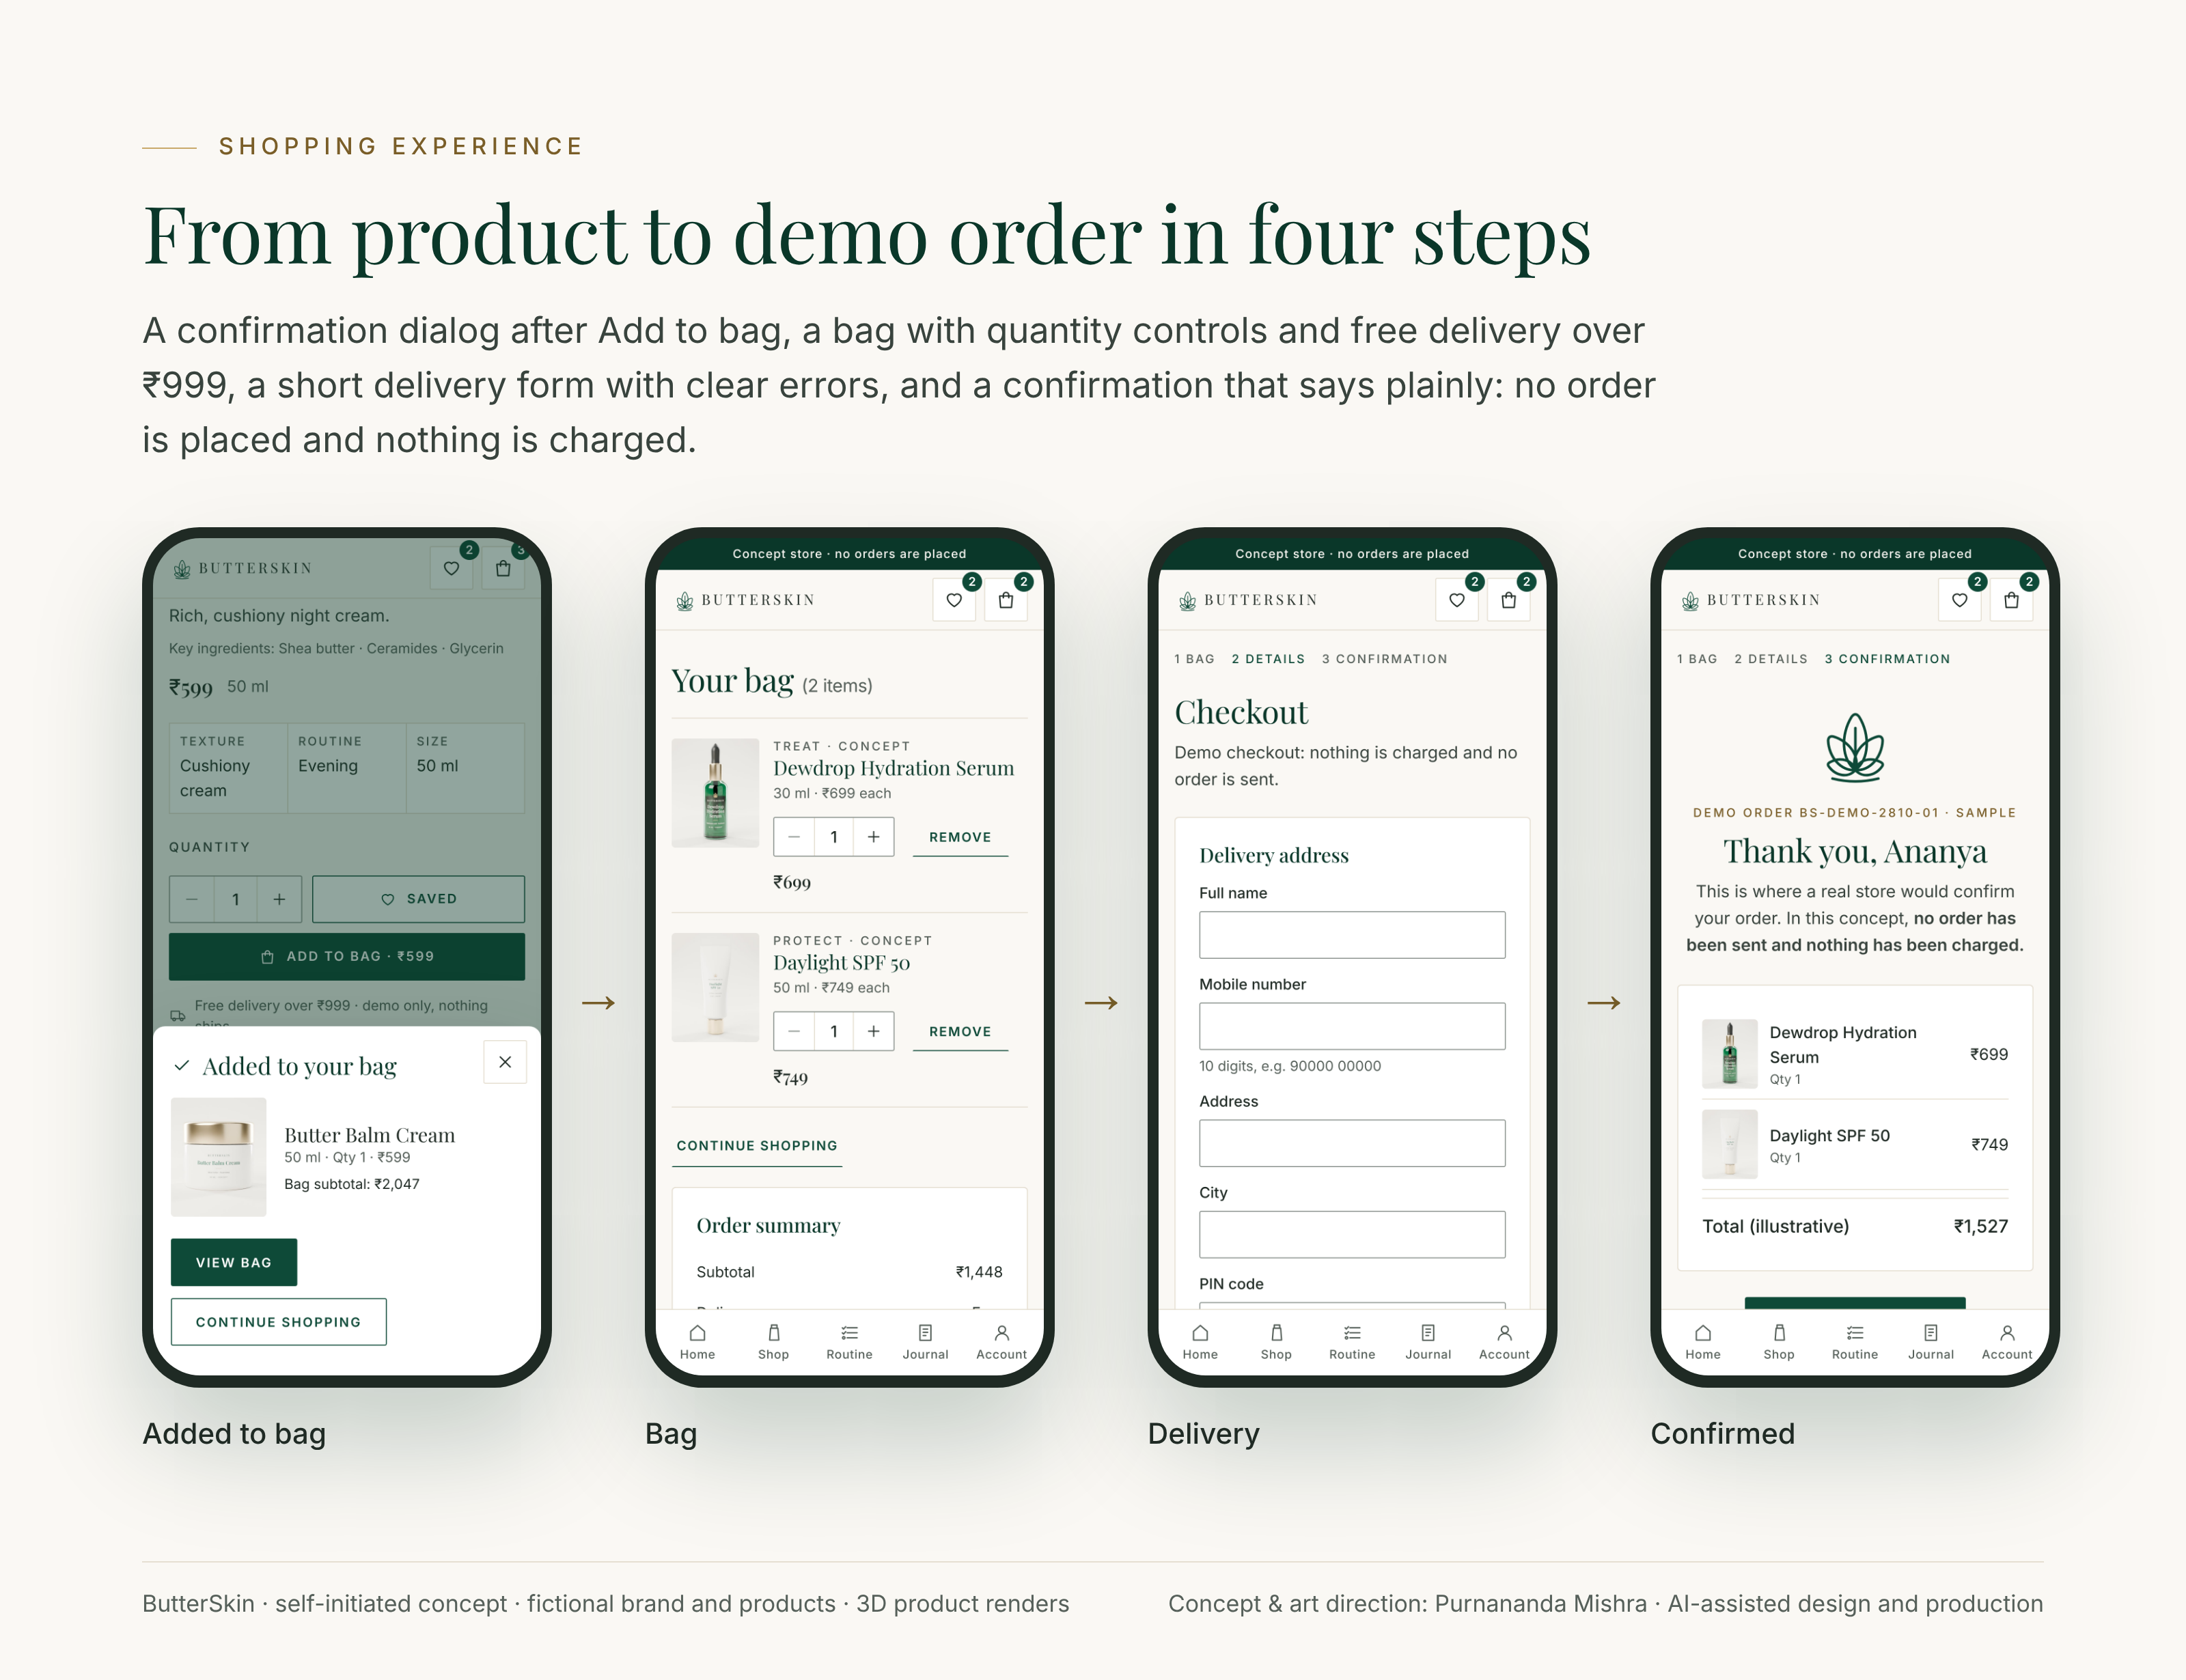 SHOPPING EXPERIENCE
From product to demo order in four steps
A confirmation dialog after Add to bag, a bag with quantity controls and free delivery over
₹999, a short delivery form with clear errors, and a confirmation that says plainly: no order
is placed and nothing is charged.
BUTTERSKIN
2
3
Rich, cushiony night cream.
Key ingredients: Shea butter · Ceramides · Glycerin
₹599 50 ml
TEXTURE
Cushiony
cream
ROUTINE
Evening
SIZE
50 ml
QUANTITY
− 1 +
SAVED
ADD TO BAG · ₹599
Free delivery over ₹999 · demo only, nothing
ships
Added to your bag
Butter Balm Cream
50 ml · Qty 1 · ₹599
Bag subtotal: ₹2,047
VIEW BAG
CONTINUE SHOPPING
Added to bag
→
Concept store · no orders are placed
BUTTERSKIN
2
2
Your bag (2 items)
TREAT · CONCEPT
Dewdrop Hydration Serum
30 ml · ₹699 each
− 1 +
REMOVE
₹699
PROTECT · CONCEPT
Daylight SPF 50
50 ml · ₹749 each
− 1 +
REMOVE
₹749
CONTINUE SHOPPING
Order summary
Subtotal ₹1,448
Home
Shop
Routine
Journal
Account
Bag
→
Concept store · no orders are placed
BUTTERSKIN
2
2
1 BAG 2 DETAILS 3 CONFIRMATION
Checkout
Demo checkout: nothing is charged and no
order is sent.
Delivery address
Full name
Mobile number
10 digits, e.g. 90000 00000
Address
City
PIN code
Home
Shop
Routine
Journal
Account
Delivery
→
Concept store · no orders are placed
BUTTERSKIN
2
2
1 BAG 2 DETAILS 3 CONFIRMATION
DEMO ORDER BS-DEMO-2810-01 · SAMPLE
Thank you, Ananya
This is where a real store would confirm
your order. In this concept, no order has
been sent and nothing has been charged.
Dewdrop Hydration
Serum
Qty 1
₹699
Daylight SPF 50
Qty 1
₹749
Total (illustrative) ₹1,527
Home
Shop
Routine
Journal
Account
Confirmed
ButterSkin · self-initiated concept · fictional brand and products · 3D product renders
Concept & art direction: Purnananda Mishra · AI-assisted design and production